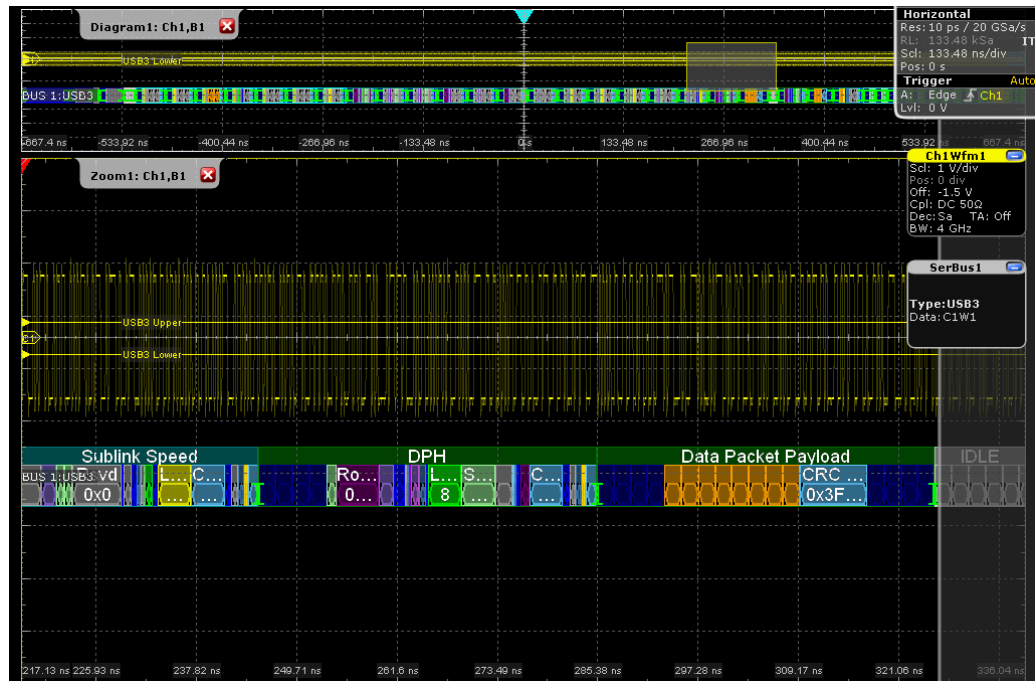 Diagram1: Ch1,B1
USB3 Lower
BUS 1:USB3
-667.4 ns -533.92 ns -400.44 ns -266.96 ns -133.48 ns 0 s 133.48 ns 266.96 ns 400.44 ns 533.92 667.4 ns
Horizontal
Res: 10 ps / 20 GSa/s
RL: 133.48 kSa IT
Scl: 133.48 ns/div
Pos: 0 s
Trigger Auto
A: Edge Ch1
Lvl: 0 V
Zoom1: Ch1,B1
Ch1Wfm1
Scl: 1 V/div
Pos: 0 div
Off: -1.5 V
Cpl: DC 50Ω
Dec:Sa TA: Off
BW: 4 GHz
SerBus1
Type:USB3
Data:C1W1
USB3 Upper
C1
USB3 Lower
Sublink Speed DPH Data Packet Payload IDLE
BUS 1:USB3 vd L... C... Ro... L... S... C... CRC ...
0x0 ... ... 0... 8 ... ... 0x3F...
217.13 ns 225.93 ns 237.82 ns 249.71 ns 261.6 ns 273.49 ns 285.38 ns 297.28 ns 309.17 ns 321.06 ns 336.04 ns